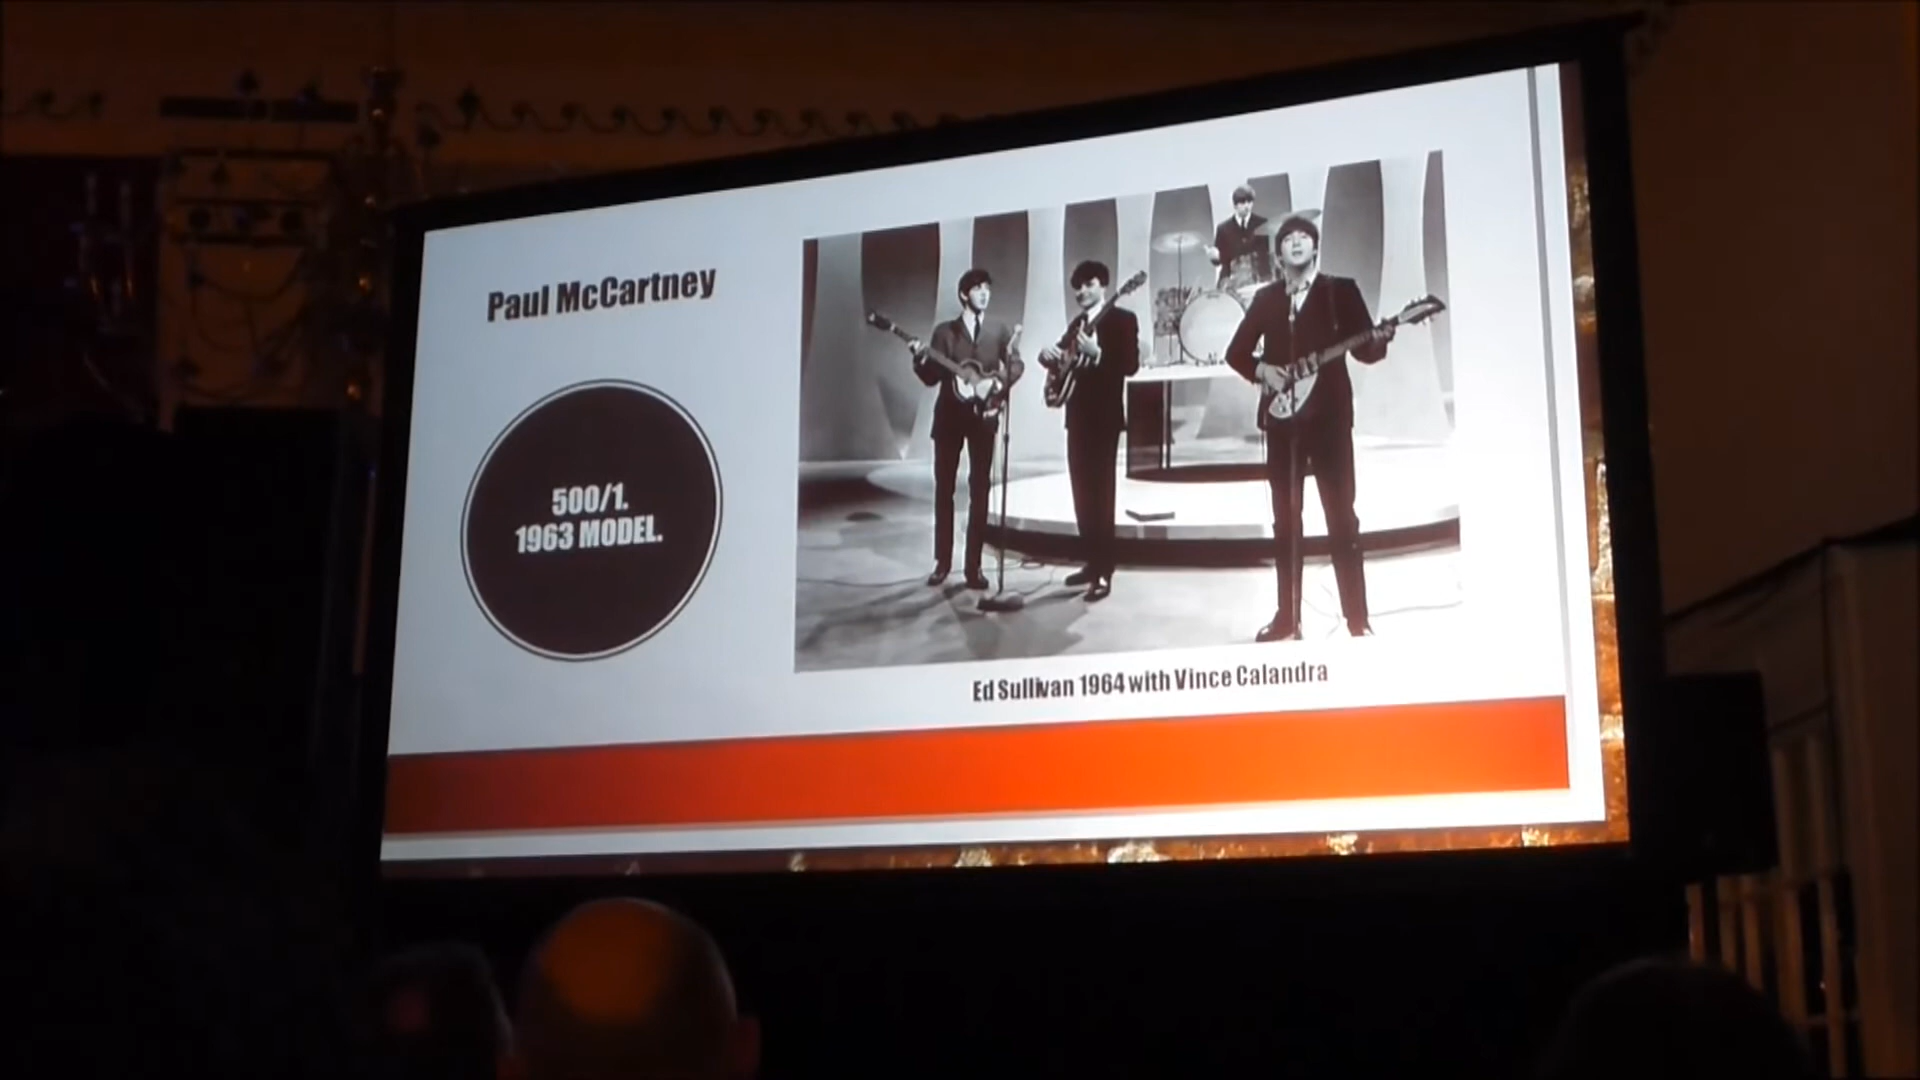 Paul McCartney
500/1.
1963 MODEL.
Ed Sullivan 1964 with Vince Calandra